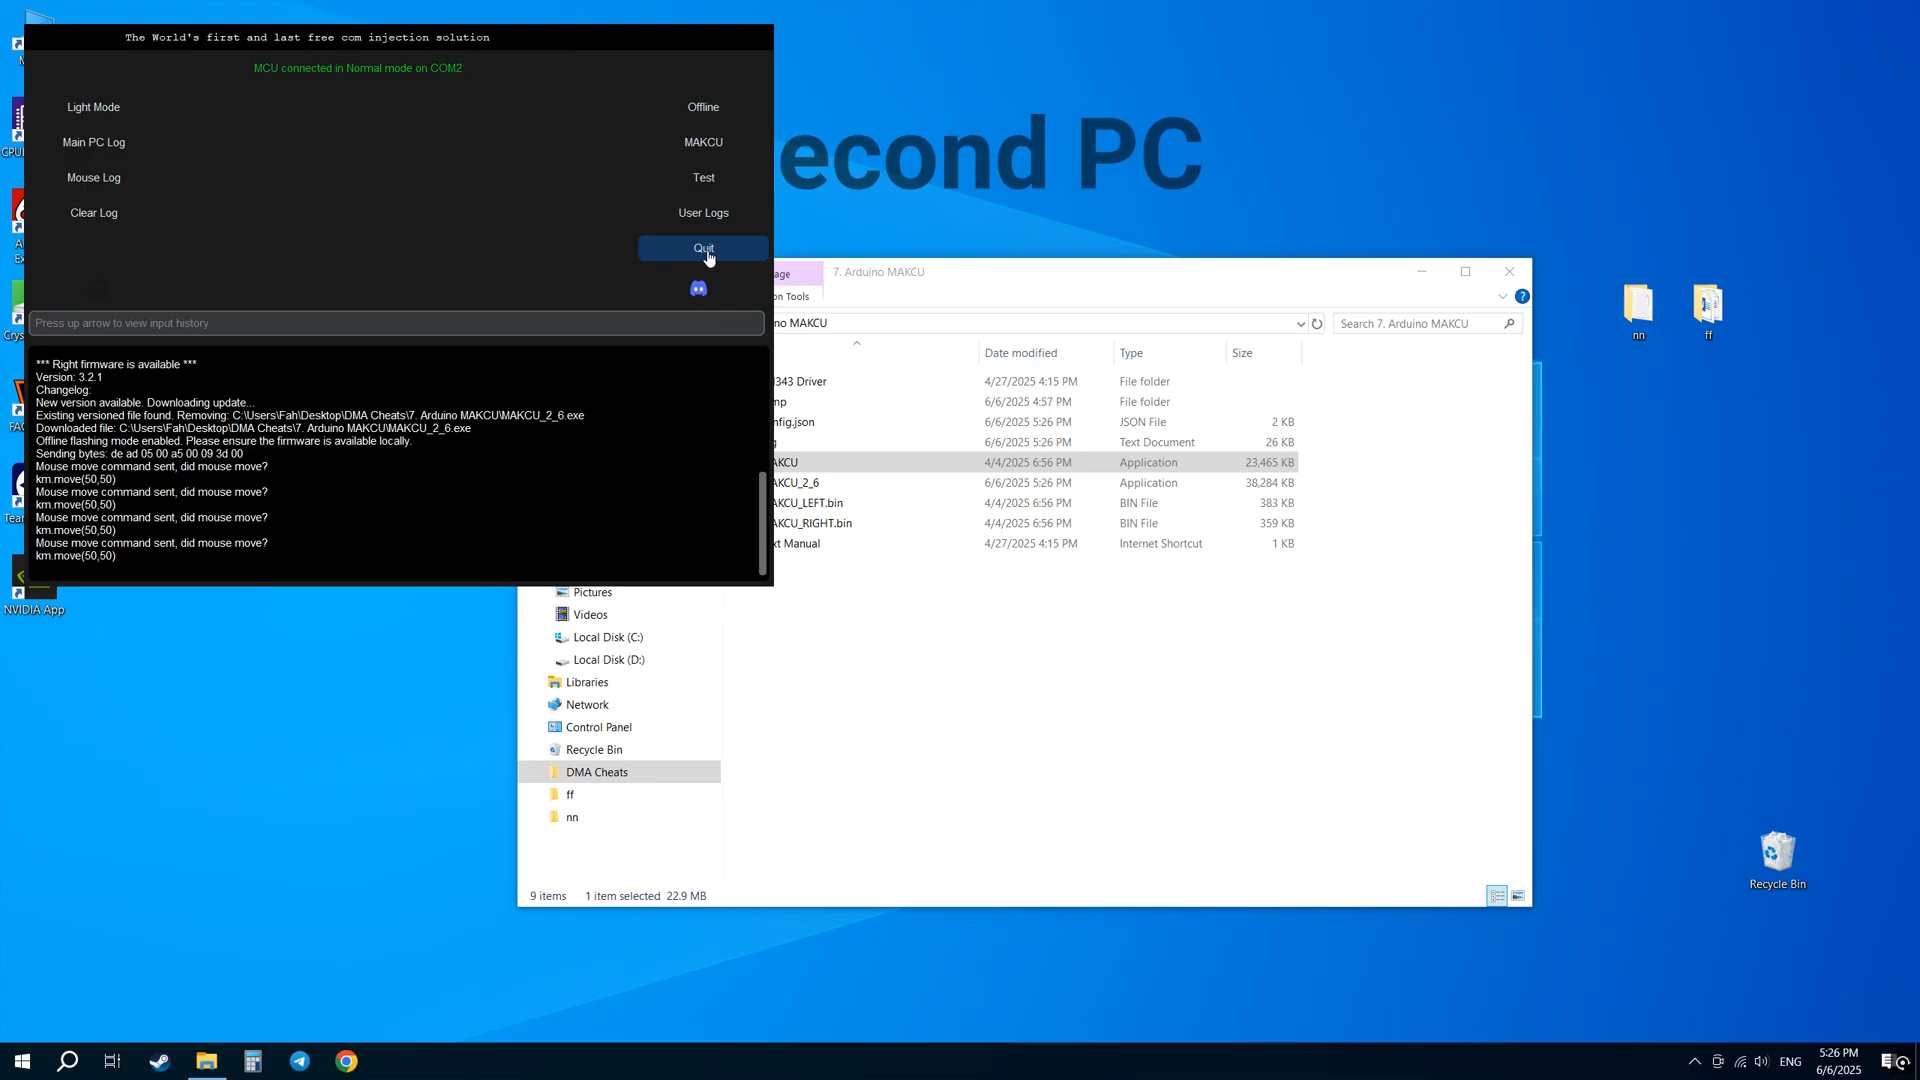 The World's first and last free com injection solution
MCU connected in Normal mode on COM2
Light Mode
Offline
Main PC Log
MAKCU
Mouse Log
Test
Clear Log
User Logs
Quit
Press up arrow to view input history
*** Right firmware is available ***
Version: 3.2.1
Changelog:
New version available. Downloading update...
Existing versioned file found. Removing: C:\Users\Fah\Desktop\DMA Cheats\7. Arduino MAKCU\MAKCU_2_6.exe
Downloaded file: C:\Users\Fah\Desktop\DMA Cheats\7. Arduino MAKCU\MAKCU_2_6.exe
Offline flashing mode enabled. Please ensure the firmware is available locally.
Sending bytes: de ad 05 00 a5 00 09 3d 00
Mouse move command sent, did mouse move?
km.move(50,50)
Mouse move command sent, did mouse move?
km.move(50,50)
Mouse move command sent, did mouse move?
km.move(50,50)
Mouse move command sent, did mouse move?
km.move(50,50)
NVIDIA App
econd PC
age
7. Arduino MAKCU
on Tools
no MAKCU
Search 7. Arduino MAKCU
Date modified
Type
Size
343 Driver
4/27/2025 4:15 PM
File folder
mp
6/6/2025 4:57 PM
File folder
nfig.json
6/6/2025 5:26 PM
JSON File
2 KB
g
6/6/2025 5:26 PM
Text Document
26 KB
AKCU
4/4/2025 6:56 PM
Application
23,465 KB
AKCU_2_6
6/6/2025 5:26 PM
Application
38,284 KB
AKCU_LEFT.bin
4/4/2025 6:56 PM
BIN File
383 KB
AKCU_RIGHT.bin
4/4/2025 6:56 PM
BIN File
359 KB
xt Manual
4/27/2025 4:15 PM
Internet Shortcut
1 KB
Pictures
Videos
Local Disk (C:)
Local Disk (D:)
Libraries
Network
Control Panel
Recycle Bin
DMA Cheats
ff
nn
9 items
1 item selected 22.9 MB
nn
ff
Recycle Bin
ENG
5:26 PM
6/6/2025